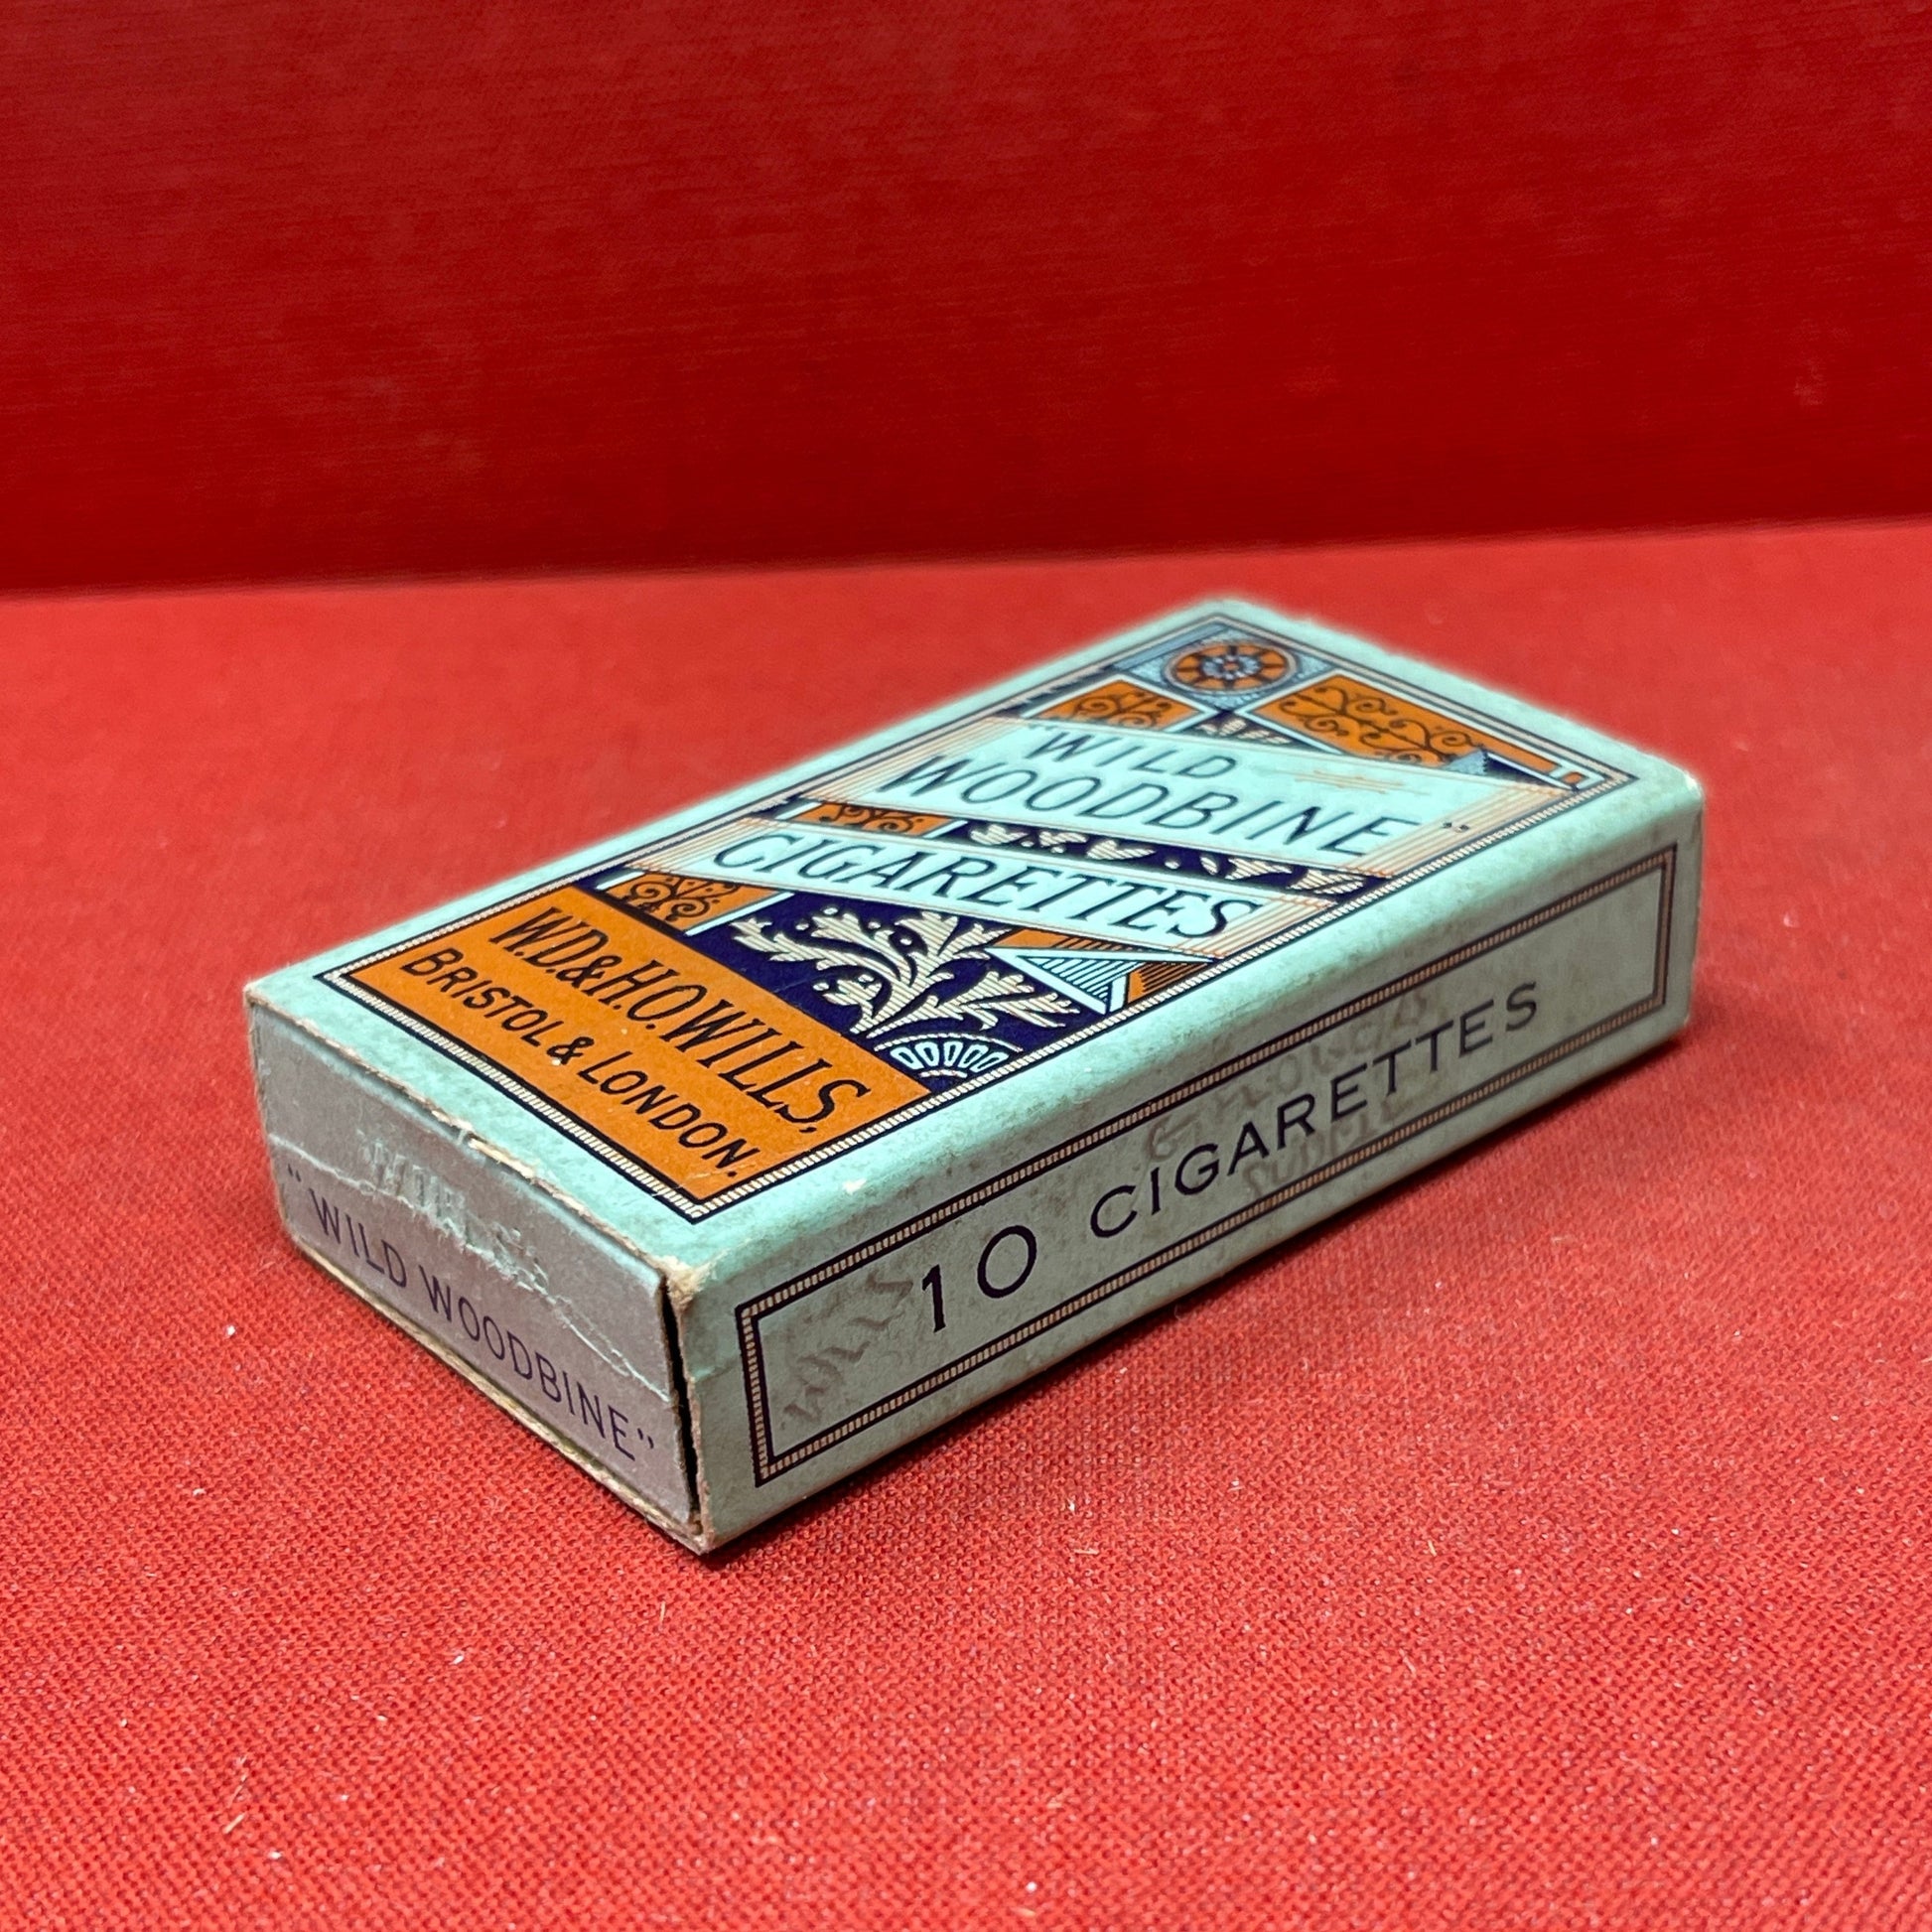 "WILD
WOODBINE"
CIGARETTES
W.D.&H.O.WILLS,
BRISTOL & LONDON.
10 CIGARETTES
"WILD WOODBINE"